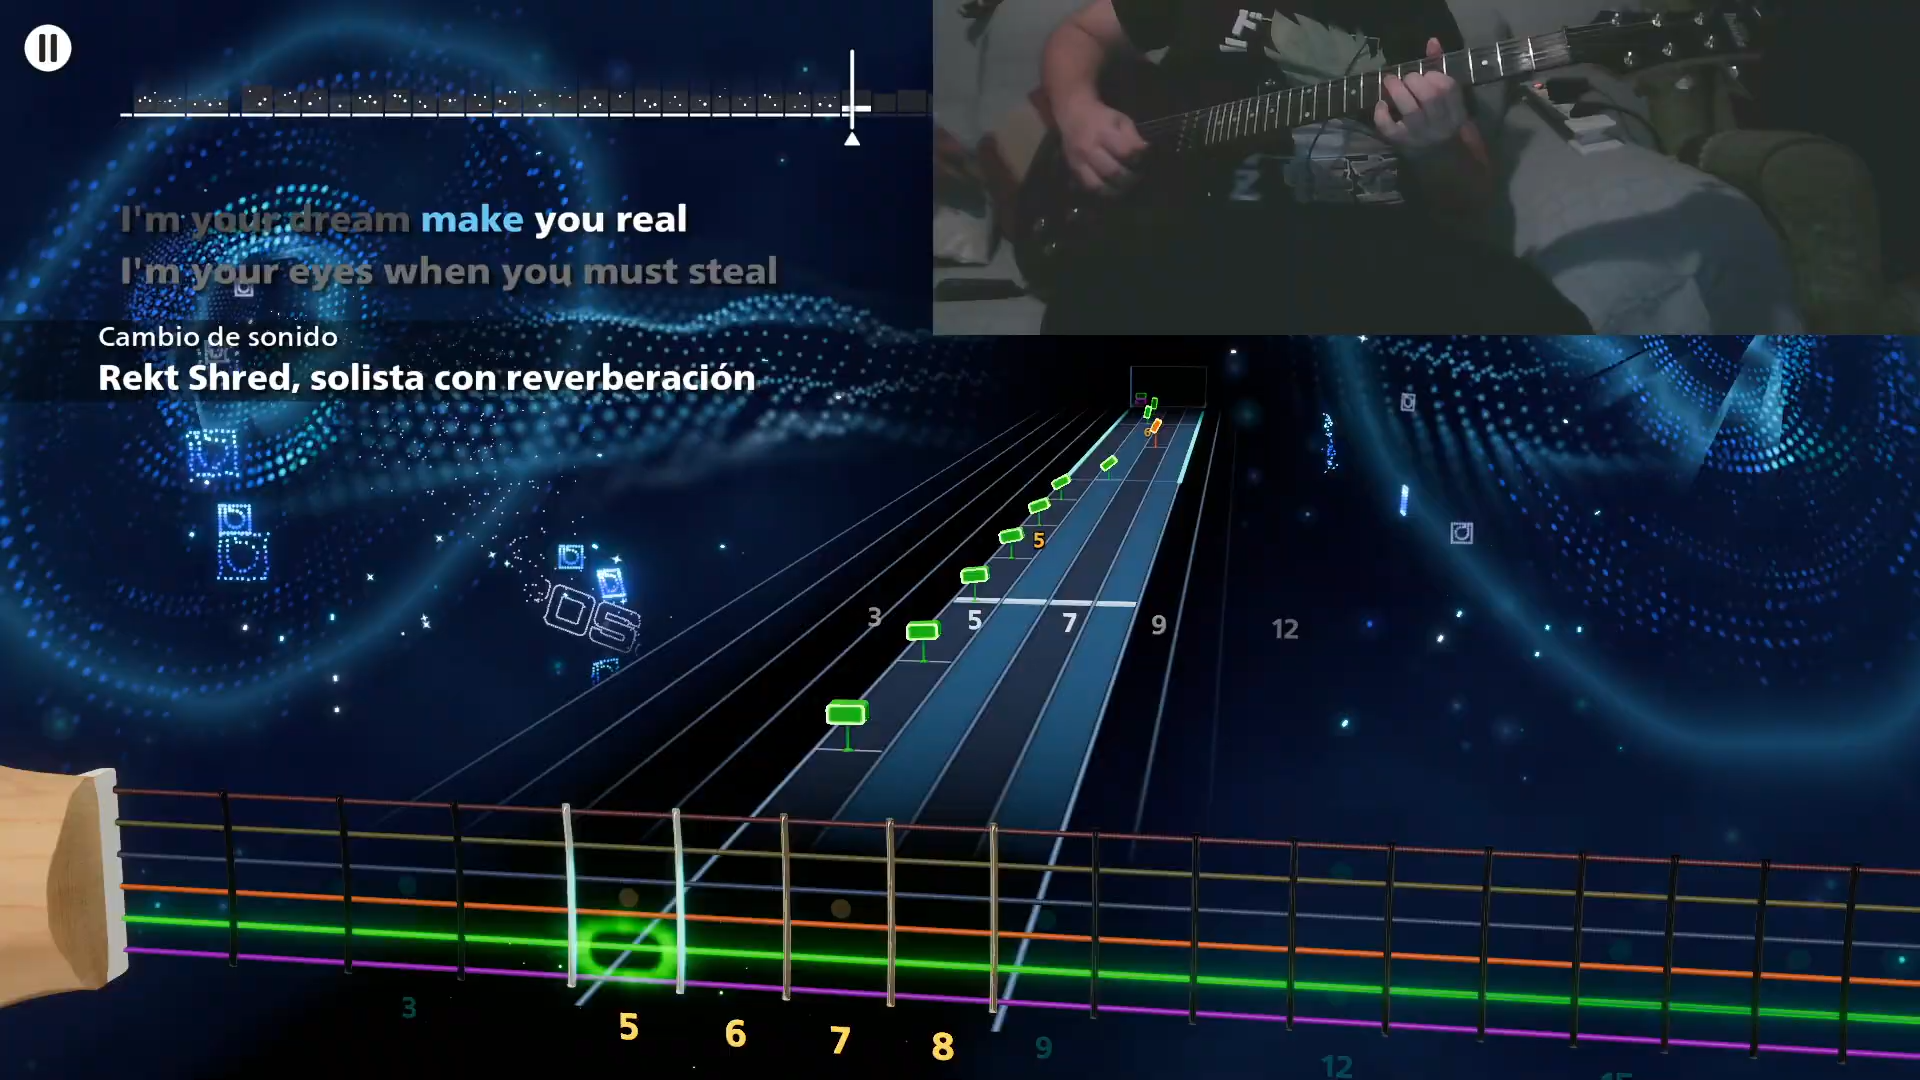 I'm your dream make you real
I'm your eyes when you must steal
Cambio de sonido
Rekt Shred, solista con reverberación
5
3 5 7 9 12
3 5 6 7 8 9 12